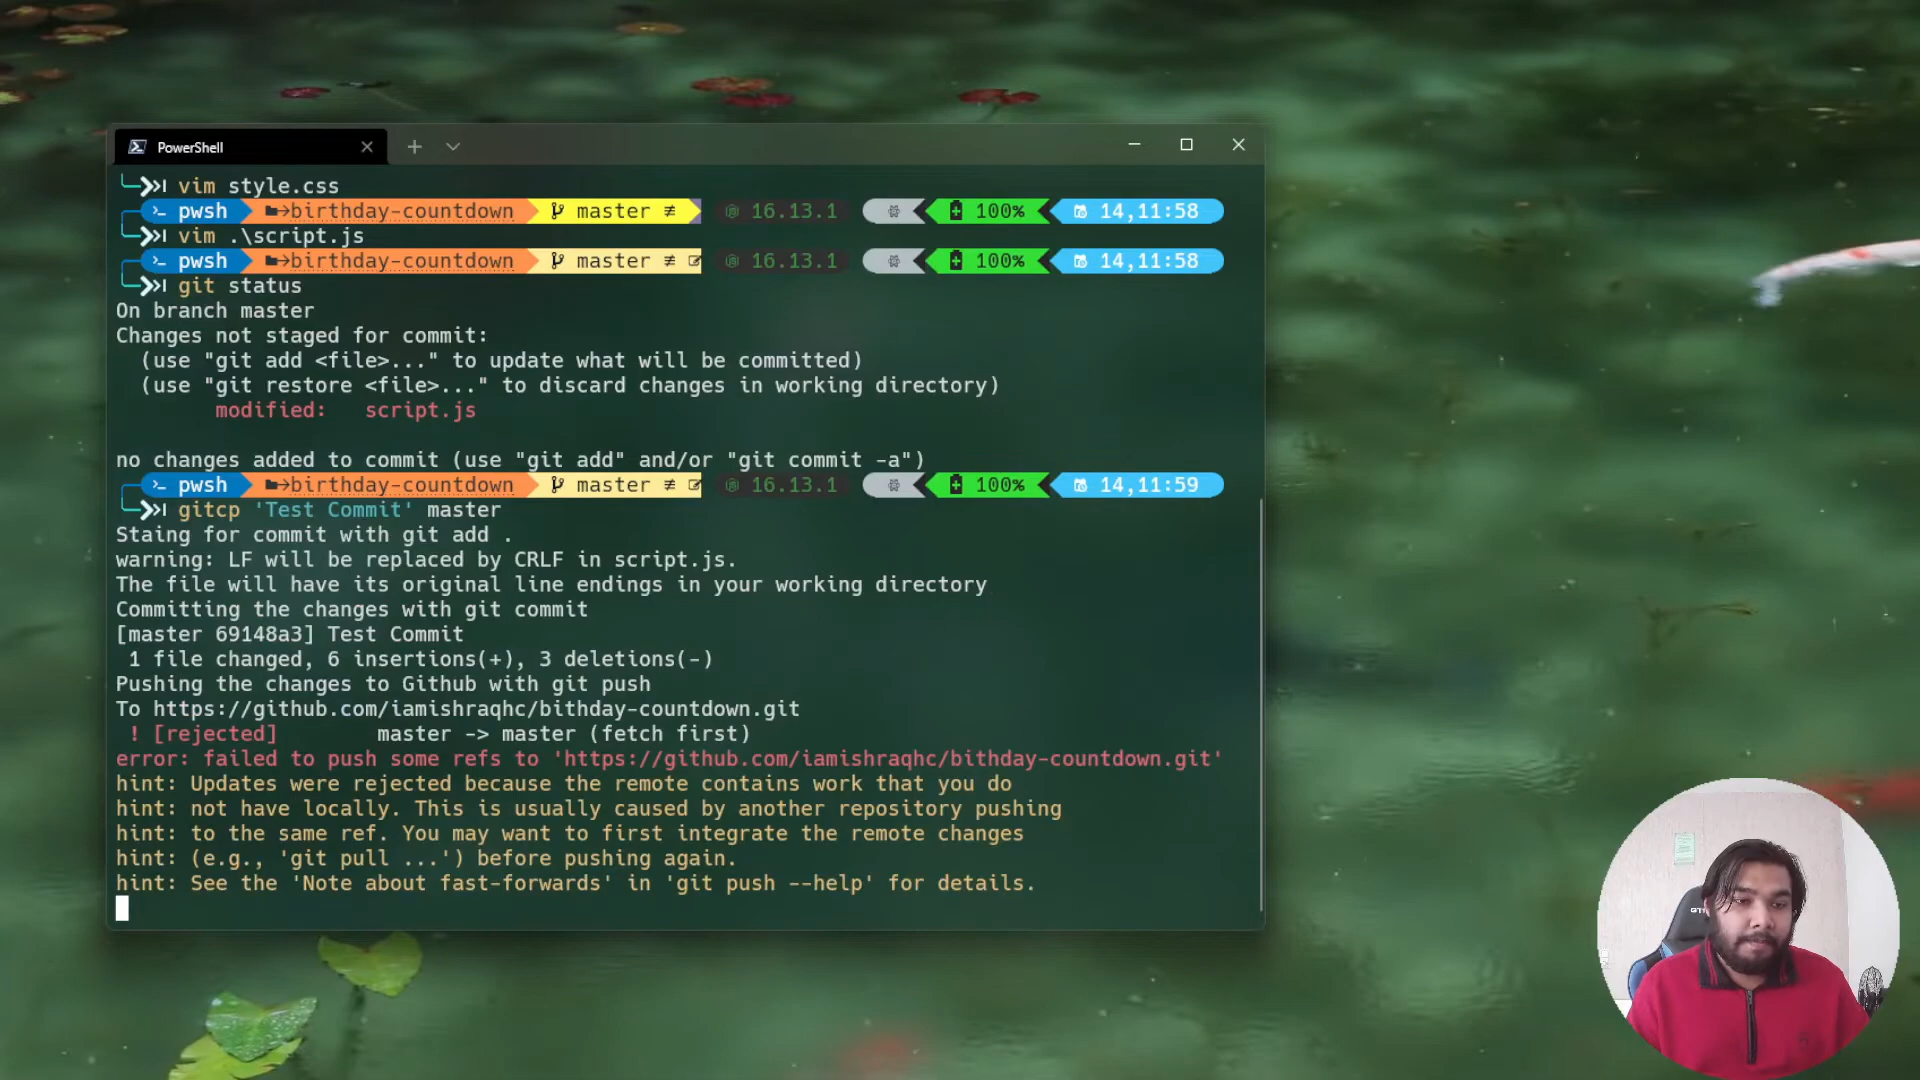 PowerShell
vim style.css
pwsh birthday-countdown master ≢ 16.13.1 100% 14,11:58
vim .\script.js
pwsh birthday-countdown master ≢ 16.13.1 100% 14,11:58
git status
On branch master
Changes not staged for commit:
(use "git add <file>..." to update what will be committed)
(use "git restore <file>..." to discard changes in working directory)
modified: script.js
no changes added to commit (use "git add" and/or "git commit -a")
pwsh birthday-countdown master ≢ 16.13.1 100% 14,11:59
gitcp 'Test Commit' master
Staing for commit with git add .
warning: LF will be replaced by CRLF in script.js.
The file will have its original line endings in your working directory
Committing the changes with git commit
[master 69148a3] Test Commit
1 file changed, 6 insertions(+), 3 deletions(-)
Pushing the changes to Github with git push
To https://github.com/iamishraqhc/bithday-countdown.git
! [rejected] master -> master (fetch first)
error: failed to push some refs to 'https://github.com/iamishraqhc/bithday-countdown.git'
hint: Updates were rejected because the remote contains work that you do
hint: not have locally. This is usually caused by another repository pushing
hint: to the same ref. You may want to first integrate the remote changes
hint: (e.g., 'git pull ...') before pushing again.
hint: See the 'Note about fast-forwards' in 'git push --help' for details.